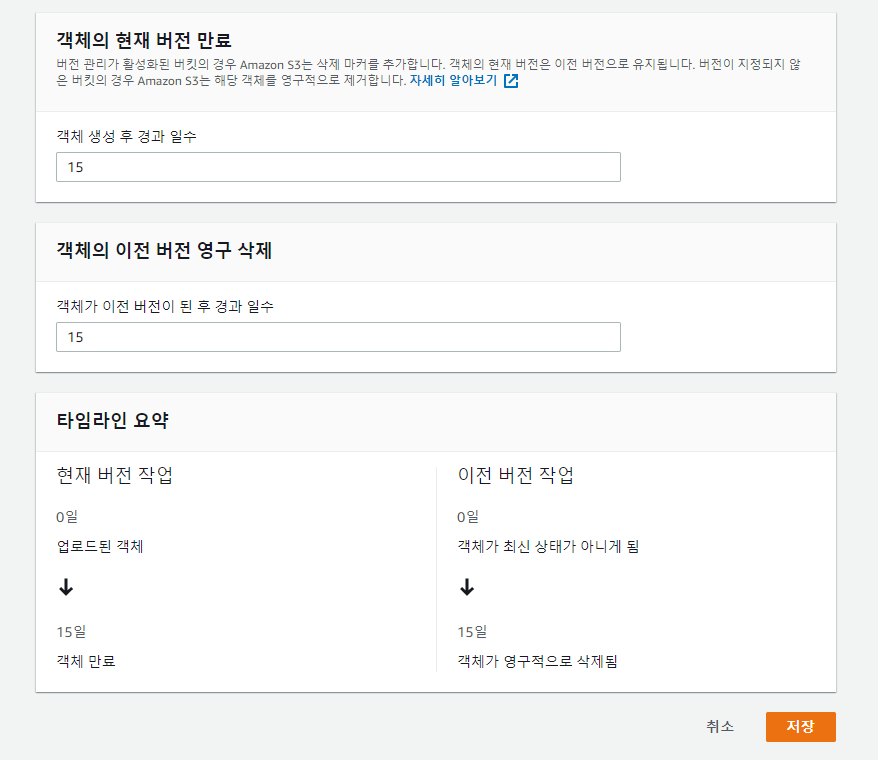 객체의 현재 버전 만료
버전 관리가 활성화된 버킷의 경우 Amazon S3는 삭제 마커를 추가합니다. 객체의 현재 버전은 이전 버전으로 유지됩니다. 버전이 지정되지 않
은 버킷의 경우 Amazon S3는 해당 객체를 영구적으로 제거합니다. 자세히 알아보기
객체 생성 후 경과 일수
15
객체의 이전 버전 영구 삭제
객체가 이전 버전이 된 후 경과 일수
15
타임라인 요약
현재 버전 작업
0일
업로드된 객체
15일
객체 만료
이전 버전 작업
0일
객체가 최신 상태가 아니게 됨
15일
객체가 영구적으로 삭제됨
취소
저장